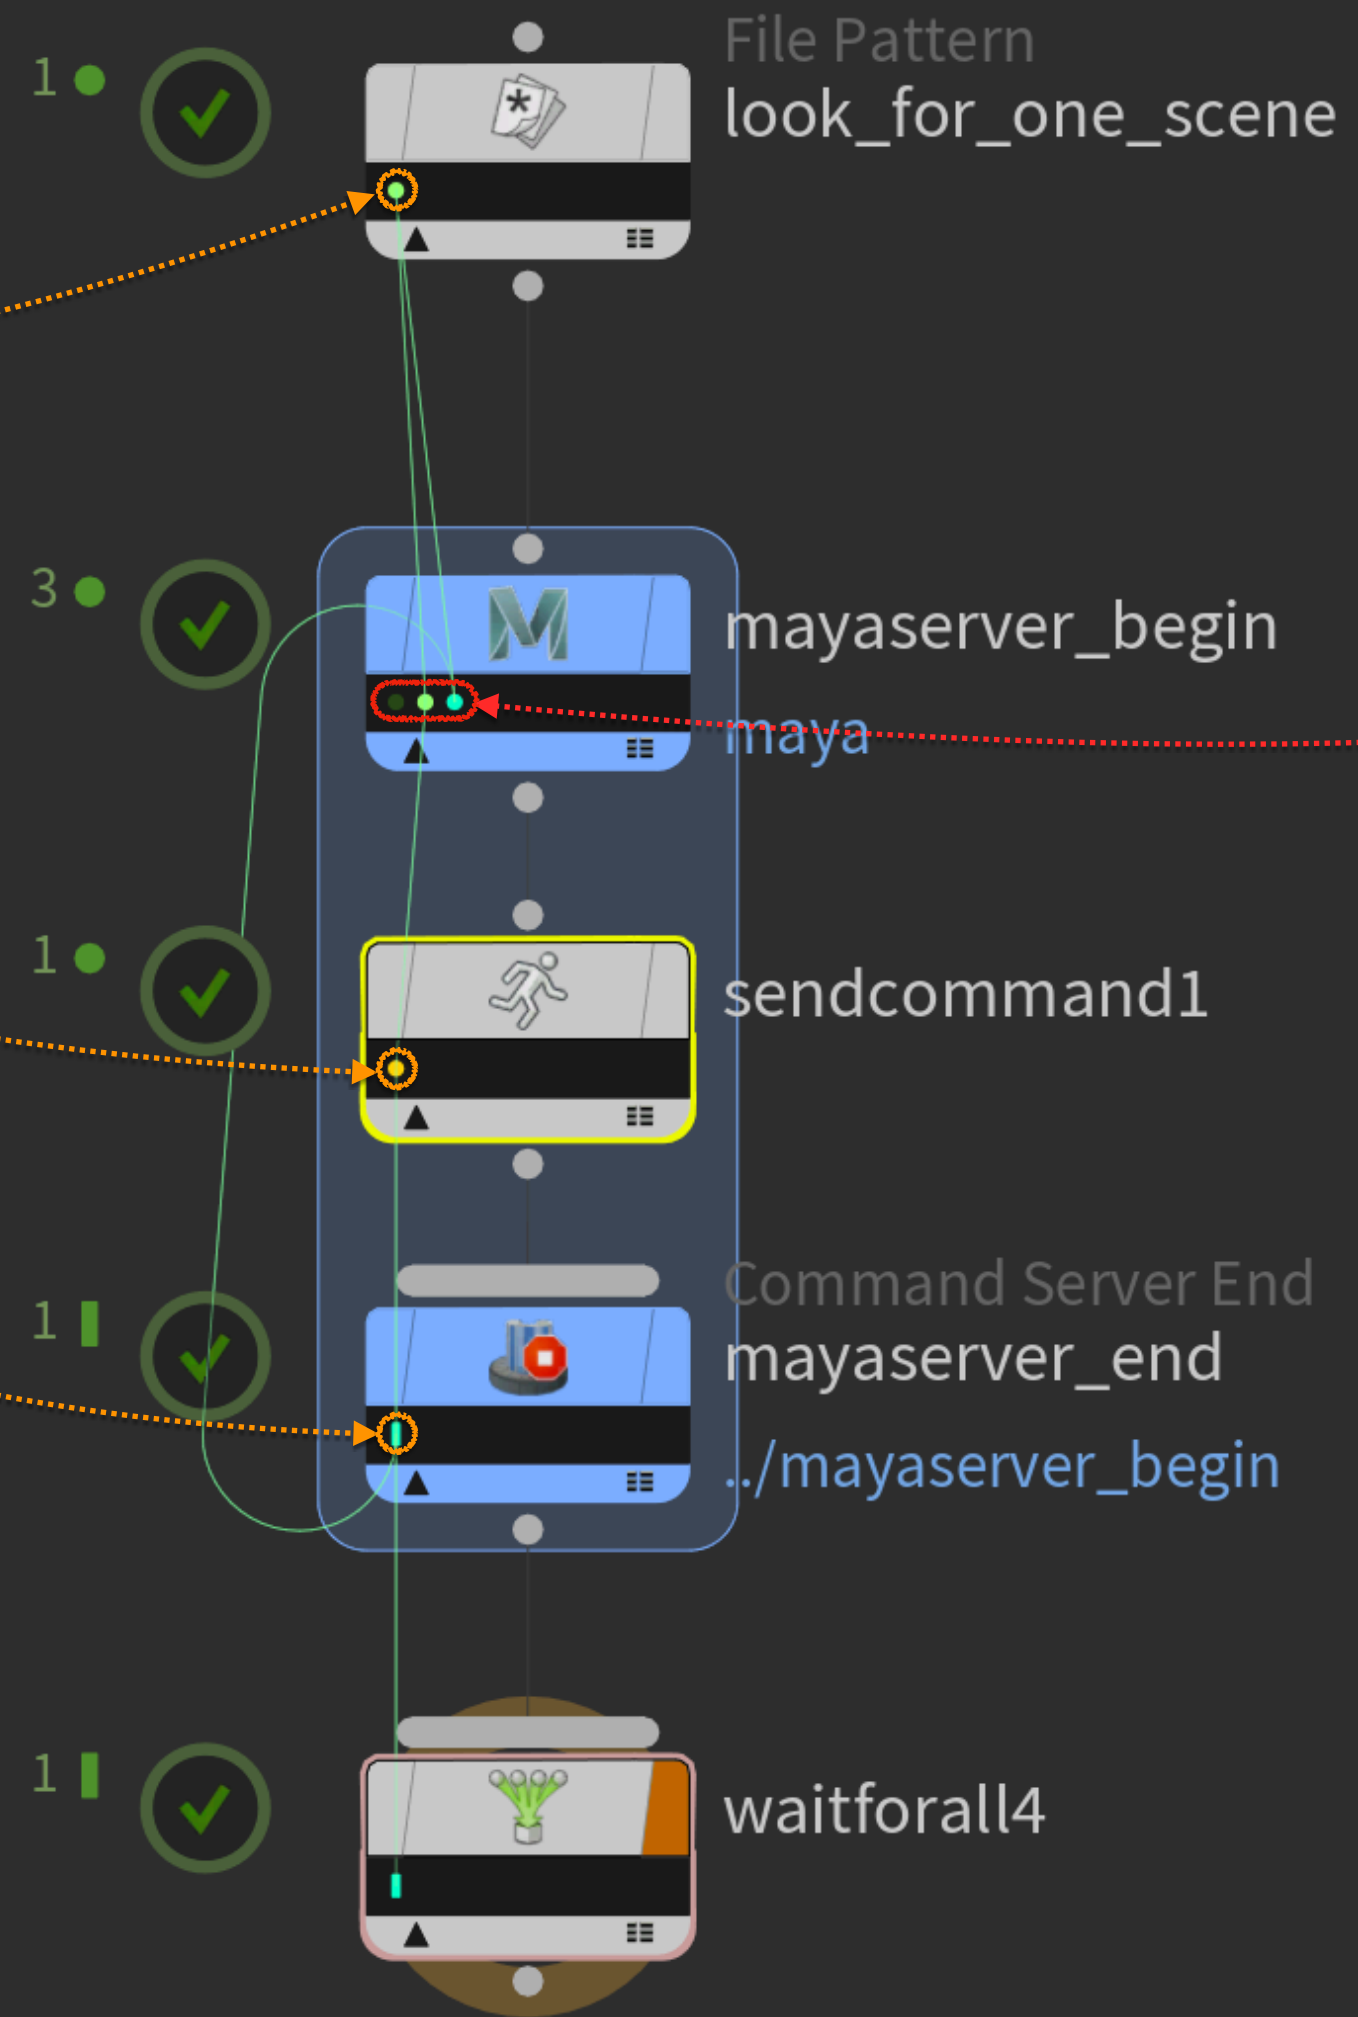 File Pattern
1
look_for_one_scene
3
mayaserver_begin
maya
1
sendcommand1
Command Server End
1
mayaserver_end
../mayaserver_begin
1
waitforall4